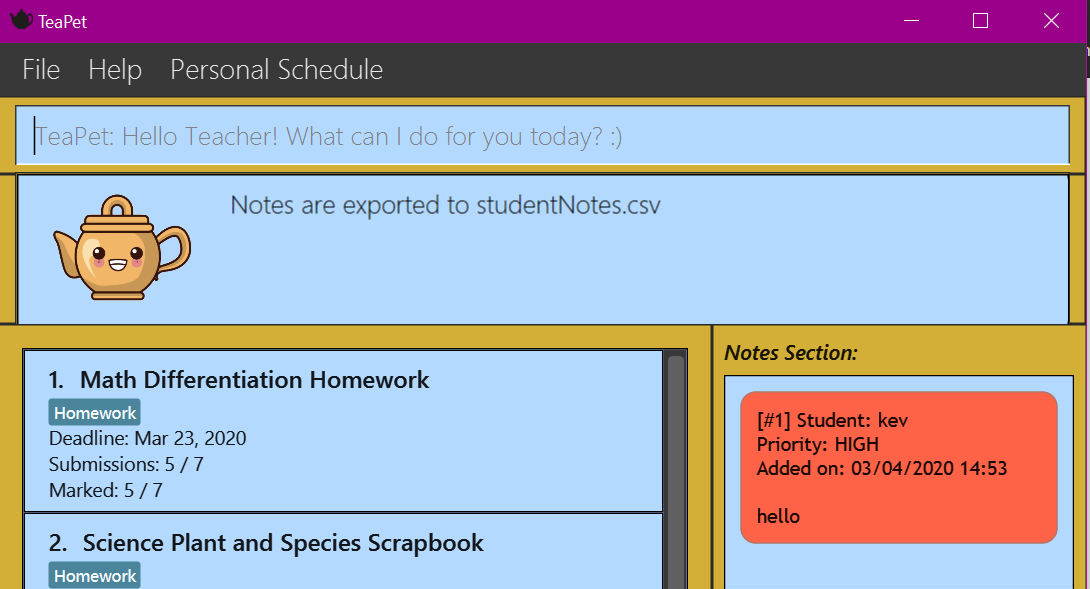 TeaPet
File Help Personal Schedule
TeaPet: Hello Teacher! What can I do for you today? :)
Notes are exported to studentNotes.csv
1. Math Differentiation Homework
Homework
Deadline: Mar 23, 2020
Submissions: 5 / 7
Marked: 5 / 7
2. Science Plant and Species Scrapbook
Homework
Notes Section:
[#1] Student: kev
Priority: HIGH
Added on: 03/04/2020 14:53
hello